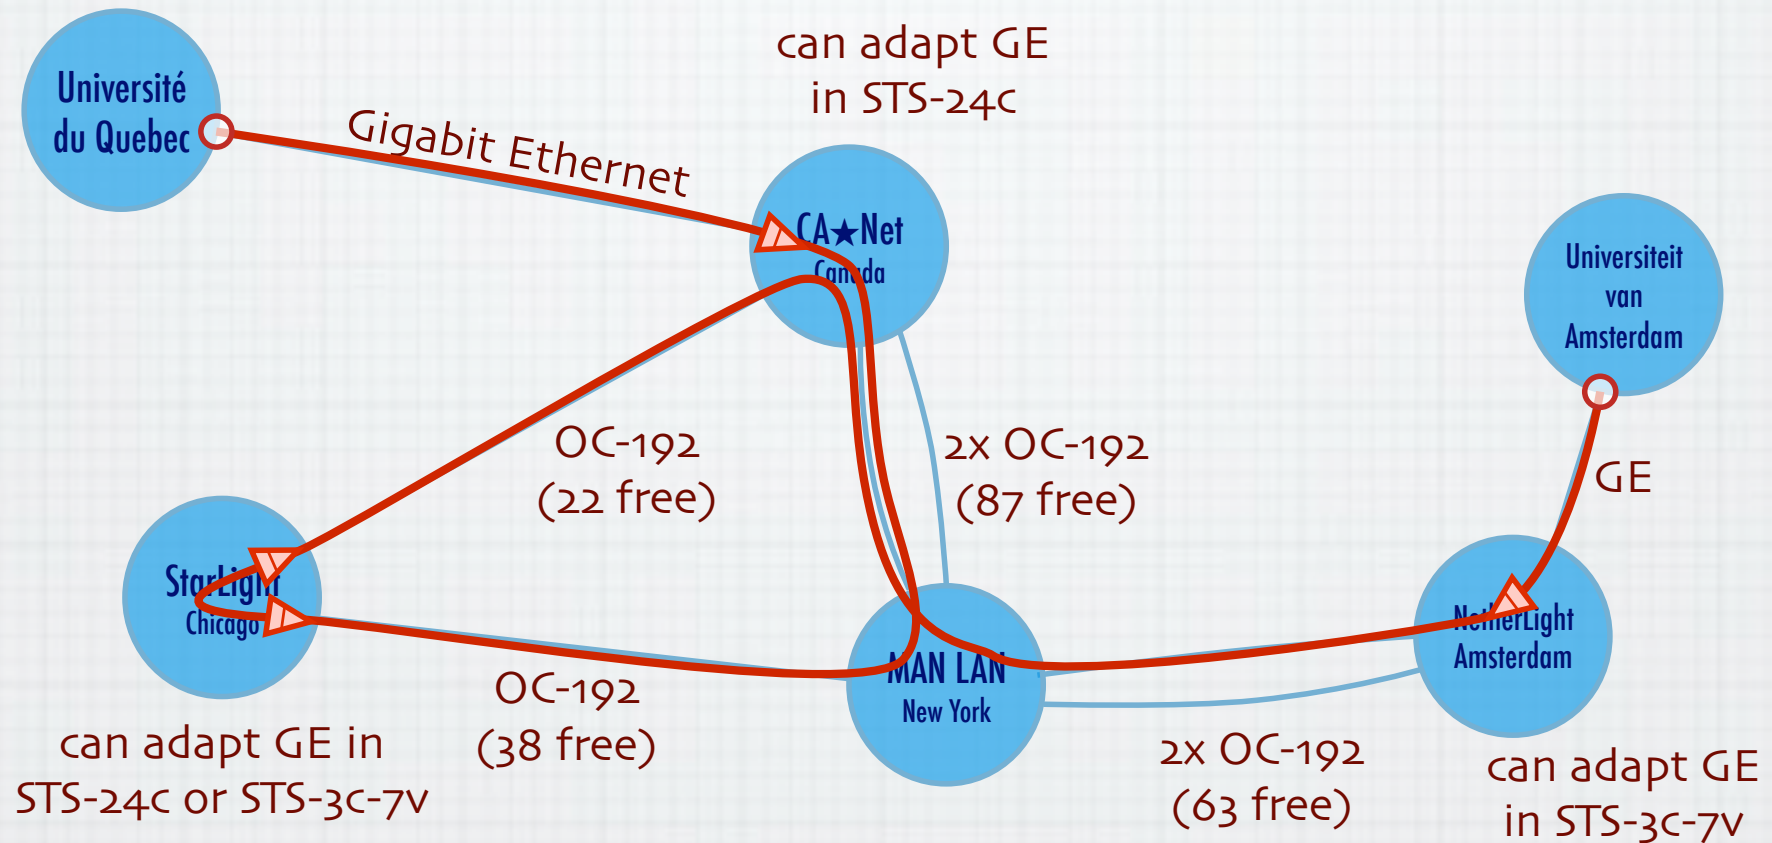 can adapt GE
in STS-24c
Université
du Quebec
Gigabit Ethernet
CA★Net
Canada
Universiteit
van
Amsterdam
OC-192
(22 free)
2x OC-192
(87 free)
GE
StarLight
Chicago
NetherLight
Amsterdam
MAN LAN
New York
OC-192
(38 free)
can adapt GE in
STS-24c or STS-3c-7v
2x OC-192
(63 free)
can adapt GE
in STS-3c-7v